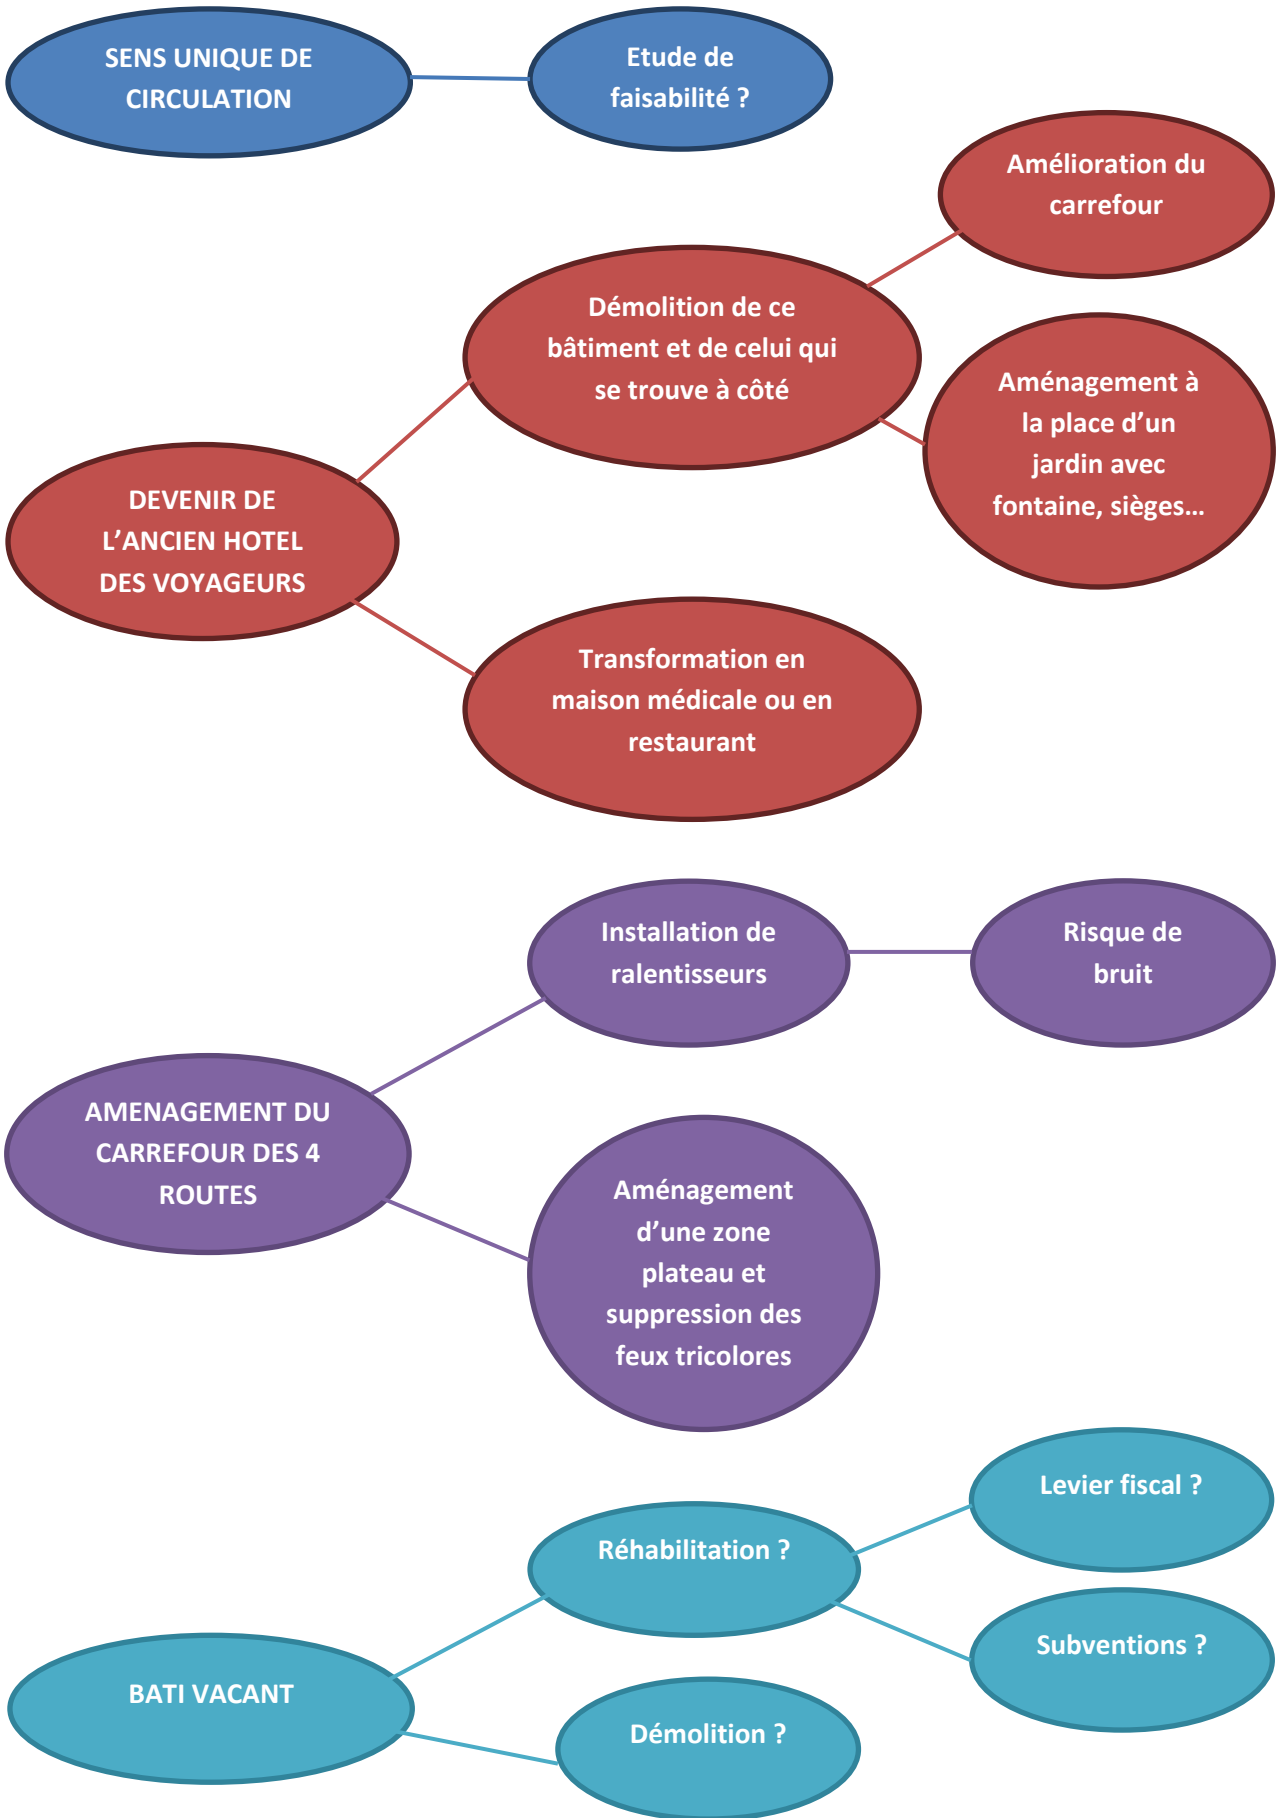 SENS UNIQUE DE
CIRCULATION
Etude de
faisabilité ?
Amélioration du
carrefour
Démolition de ce
bâtiment et de celui qui
se trouve à côté
Aménagement à
la place d’un
jardin avec
fontaine, sièges…
DEVENIR DE
L’ANCIEN HOTEL
DES VOYAGEURS
Transformation en
maison médicale ou en
restaurant
Installation de
ralentisseurs
Risque de
bruit
AMENAGEMENT DU
CARREFOUR DES 4
ROUTES
Aménagement
d’une zone
plateau et
suppression des
feux tricolores
Levier fiscal ?
Réhabilitation ?
Subventions ?
BATI VACANT
Démolition ?